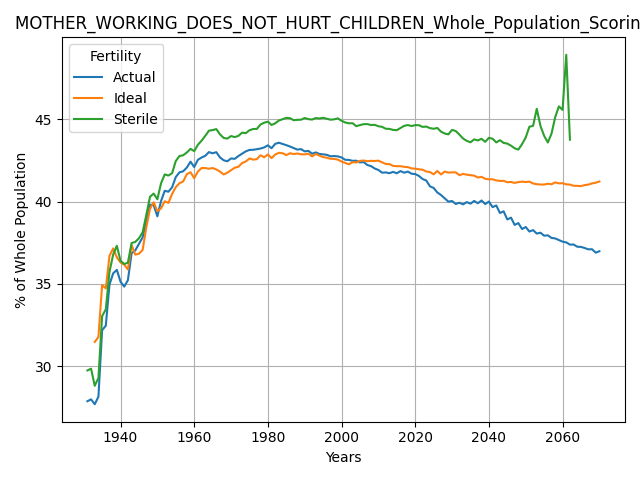 MOTHER_WORKING_DOES_NOT_HURT_CHILDREN_Whole_Population_Scorin
Fertility
Actual
Ideal
Sterile
% of Whole Population
45
40
35
30
1940 1960 1980 2000 2020 2040 2060
Years